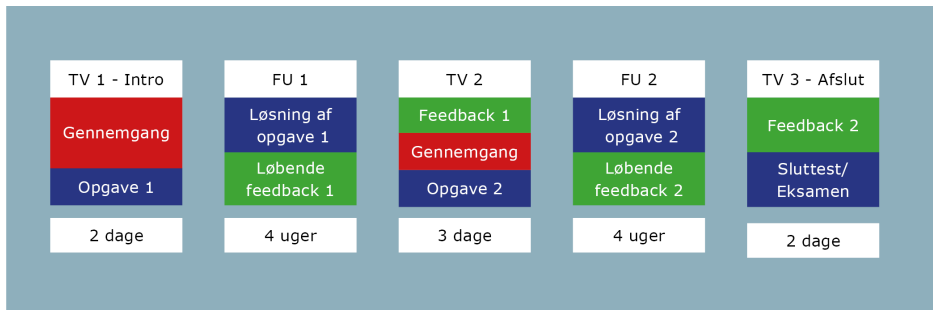 TV 1 - Intro
Gennemgang
Opgave 1
2 dage
FU 1
Løsning af
opgave 1
Løbende
feedback 1
4 uger
TV 2
Feedback 1
Gennemgang
Opgave 2
3 dage
FU 2
Løsning af
opgave 2
Løbende
feedback 2
4 uger
TV 3 - Afslut
Feedback 2
Sluttest/
Eksamen
2 dage